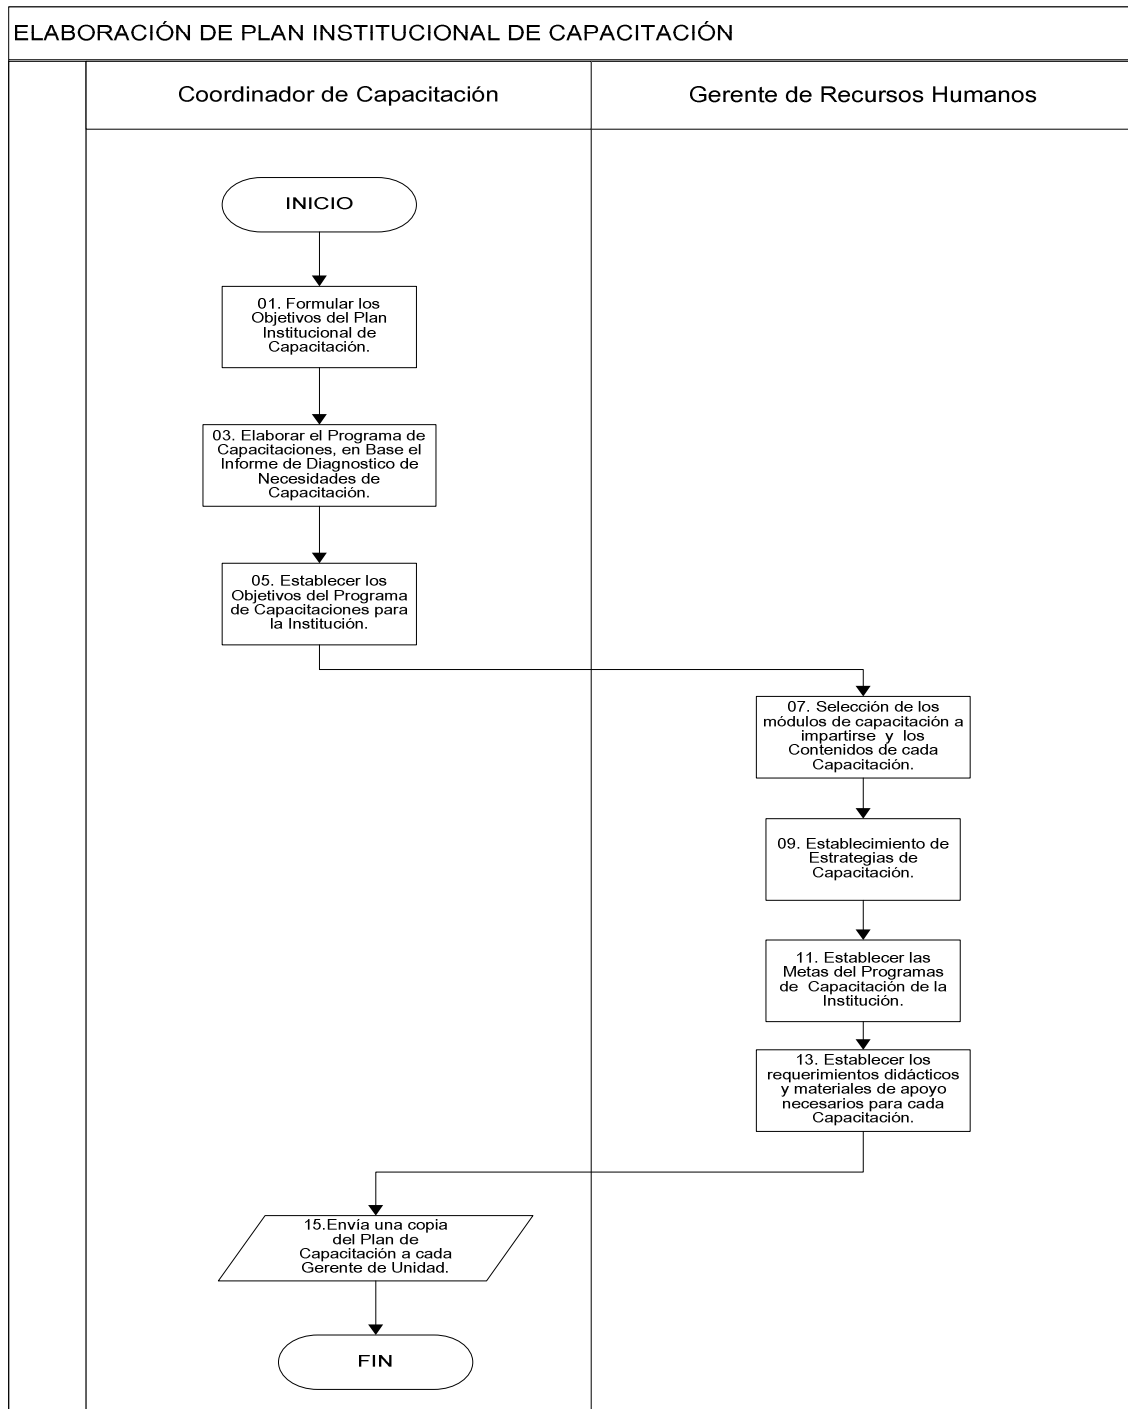 ELABORACIÓN DE PLAN INSTITUCIONAL DE CAPACITACIÓN
Coordinador de Capacitación
Gerente de Recursos Humanos
INICIO
01. Formular los
Objetivos del Plan
Institucional de
Capacitación.
03. Elaborar el Programa de
Capacitaciones, en Base el
Informe de Diagnostico de
Necesidades de
Capacitación.
05. Establecer los
Objetivos del Programa
de Capacitaciones para
la Institución.
07. Selección de los
módulos de capacitación a
impartirse y los
Contenidos de cada
Capacitación.
09. Establecimiento de
Estrategias de
Capacitación.
11. Establecer las
Metas del Programas
de Capacitación de la
Institución.
13. Establecer los
requerimientos didácticos
y materiales de apoyo
necesarios para cada
Capacitación.
15.Envía una copia
del Plan de
Capacitación a cada
Gerente de Unidad.
FIN